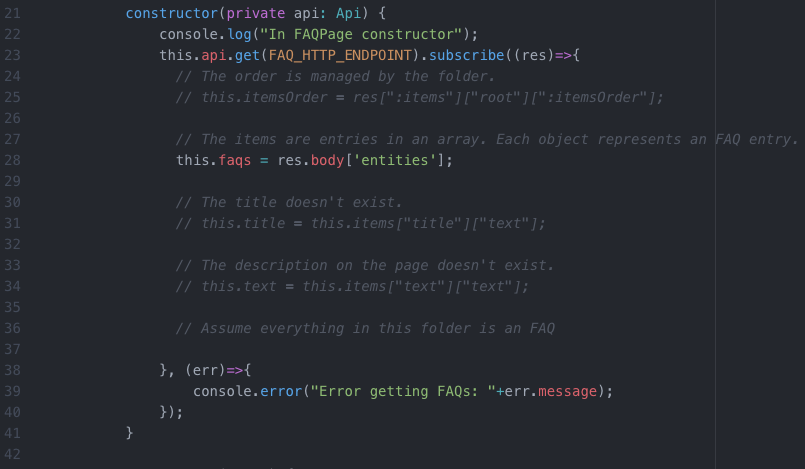 21 constructor(private api: Api) {
22 console.log("In FAQPage constructor");
23 this.api.get(FAQ_HTTP_ENDPOINT).subscribe((res)=>{
24 // The order is managed by the folder.
25 // this.itemsOrder = res[":items"]["root"][":itemsOrder"];
26
27 // The items are entries in an array. Each object represents an FAQ entry.
28 this.faqs = res.body['entities'];
29
30 // The title doesn't exist.
31 // this.title = this.items["title"]["text"];
32
33 // The description on the page doesn't exist.
34 // this.text = this.items["text"]["text"];
35
36 // Assume everything in this folder is an FAQ
37
38 }, (err)=>{
39 console.error("Error getting FAQs: "+err.message);
40 });
41 }
42